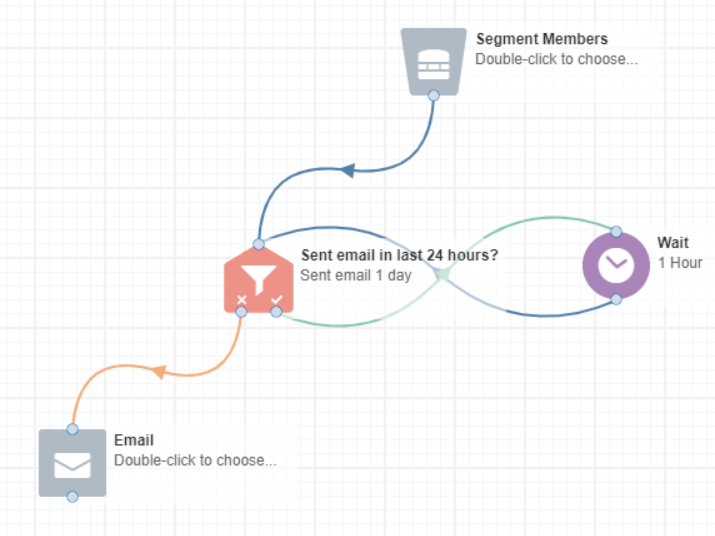 Segment Members
Double-click to choose...
Sent email in last 24 hours?
Sent email 1 day
Wait
1 Hour
Email
Double-click to choose...